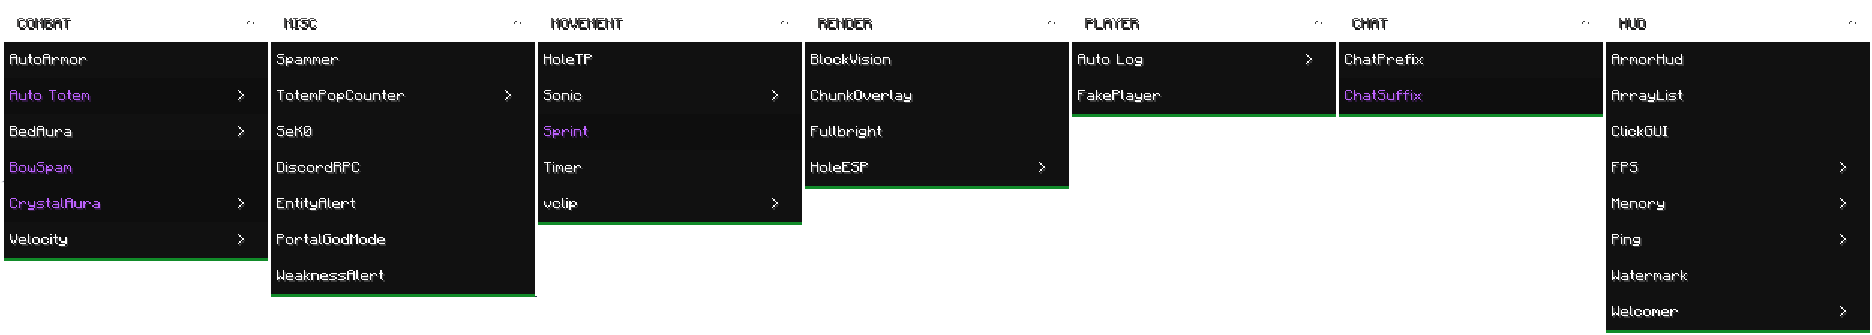 COMBAT
AutoArmor
Auto Totem
BedAura
BowSpam
CrystalAura
Velocity
MISC
Spammer
TotemPopCounter
SeK0
DiscordRPC
EntityAlert
PortalGodMode
WeaknessAlert
MOVEMENT
HoleTP
Sonic
Sprint
Timer
velip
RENDER
BlockVision
ChunkOverlay
Fullbright
HoleESP
PLAYER
Auto Log
FakePlayer
CHAT
ChatPrefix
ChatSuffix
HUD
ArmorHud
ArrayList
ClickGUI
FPS
Memory
Ping
Watermark
Welcomer